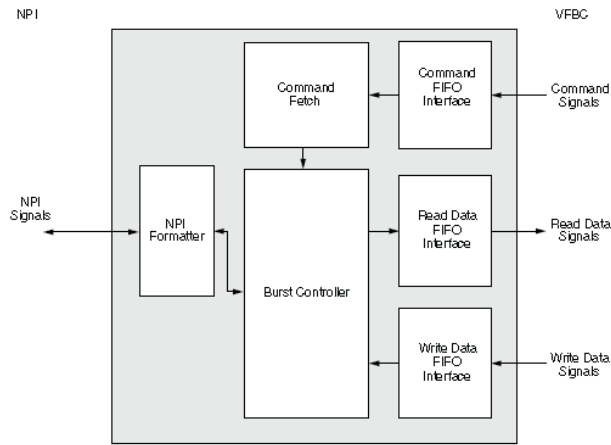 NPI
VFBC
Command
Fetch
Command
FIFO
Interface
Command
Signals
NPI
Signals
NPI
Formatter
Burst Controller
Read Data
FIFO
Interface
Read Data
Signals
Write Data
FIFO
Interface
Write Data
Signals